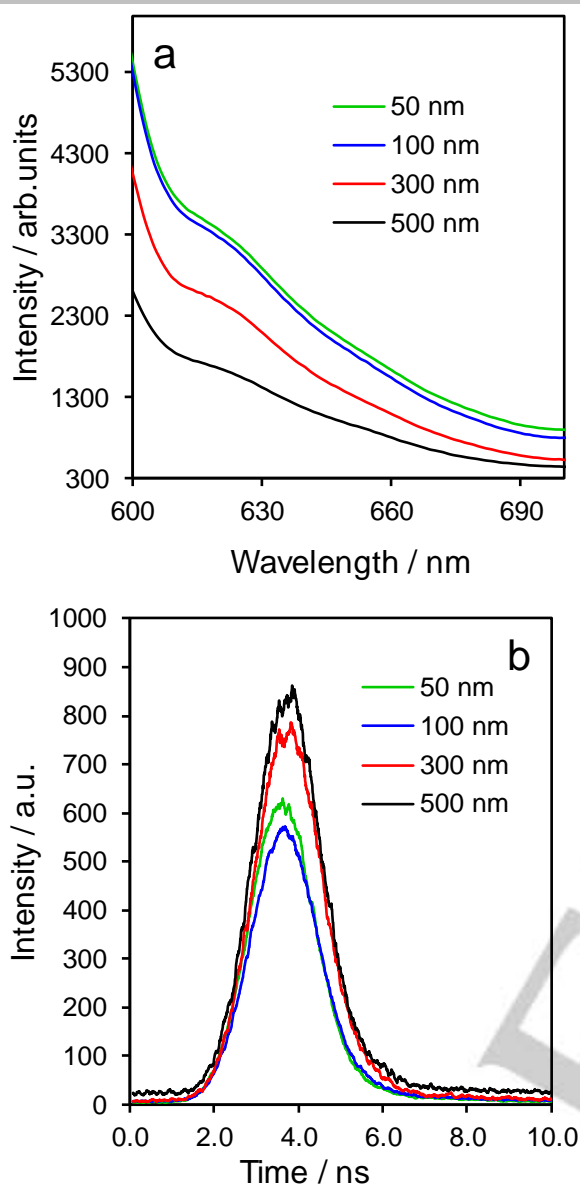 a
5300
4300
3300
2300
1300
300
Intensity / arb.units
50 nm
100 nm
300 nm
500 nm
600
630
660
690
Wavelength / nm
b
1000
900
800
700
600
500
400
300
200
100
0
Intensity / a.u.
50 nm
100 nm
300 nm
500 nm
0.0
2.0
4.0
6.0
8.0
10.0
Time / ns